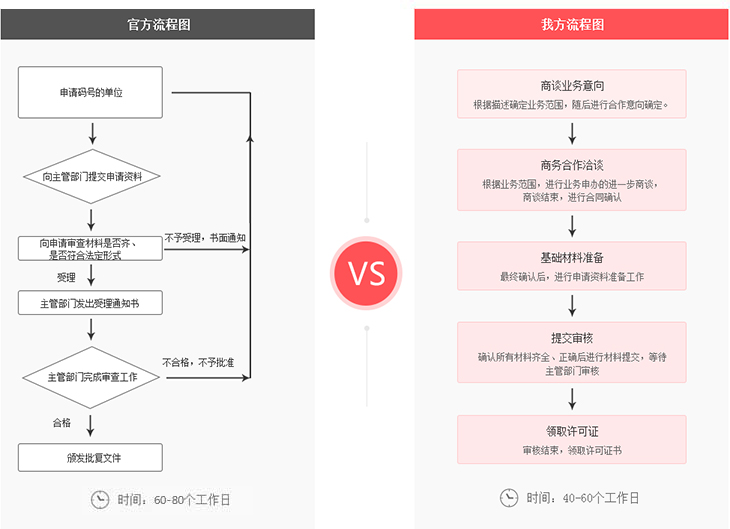 官方流程图
申请码号的单位
向主管部门提交申请资料
向申请审查材料是否齐、
是否符合法定形式
不予受理，书面通知
受理
主管部门发出受理通知书
不合格，不予批准
主管部门完成审查工作
合格
颁发批复文件
时间：60-80个工作日
VS
我方流程图
商谈业务意向
根据描述确定业务范围，随后进行合作意向确定。
商务合作洽谈
根据业务范围，进行业务申办的进一步商谈，
商谈结束，进行合同确认
基础材料准备
最终确认后，进行申请资料准备工作
提交审核
确认所有材料齐全、正确后进行材料提交，等待
主管部门审核
领取许可证
审核结束，领取许可证书
时间：40-60个工作日